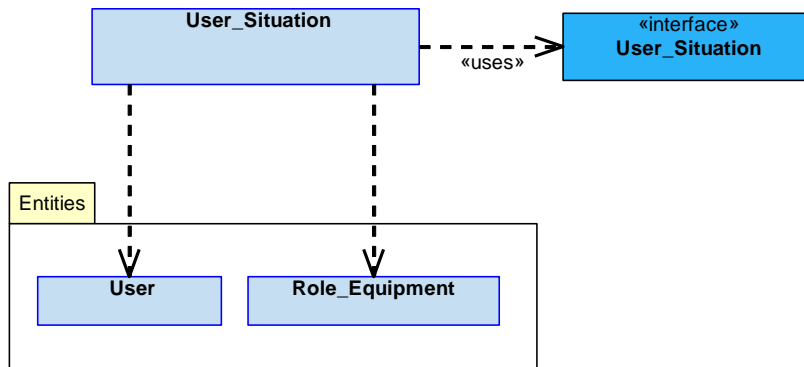 User_Situation
«interface»
User_Situation
«uses»
Entities
User
Role_Equipment